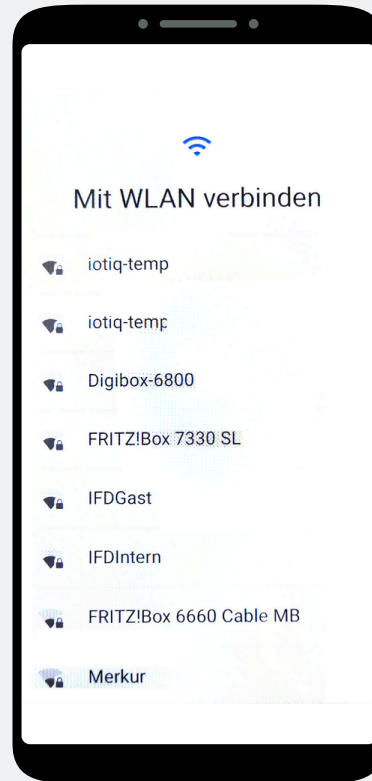 Mit WLAN verbinden
iotiq-temp
iotiq-temp
Digibox-6800
FRITZ!Box 7330 SL
IFDGast
IFDIntern
FRITZ!Box 6660 Cable MB
Merkur